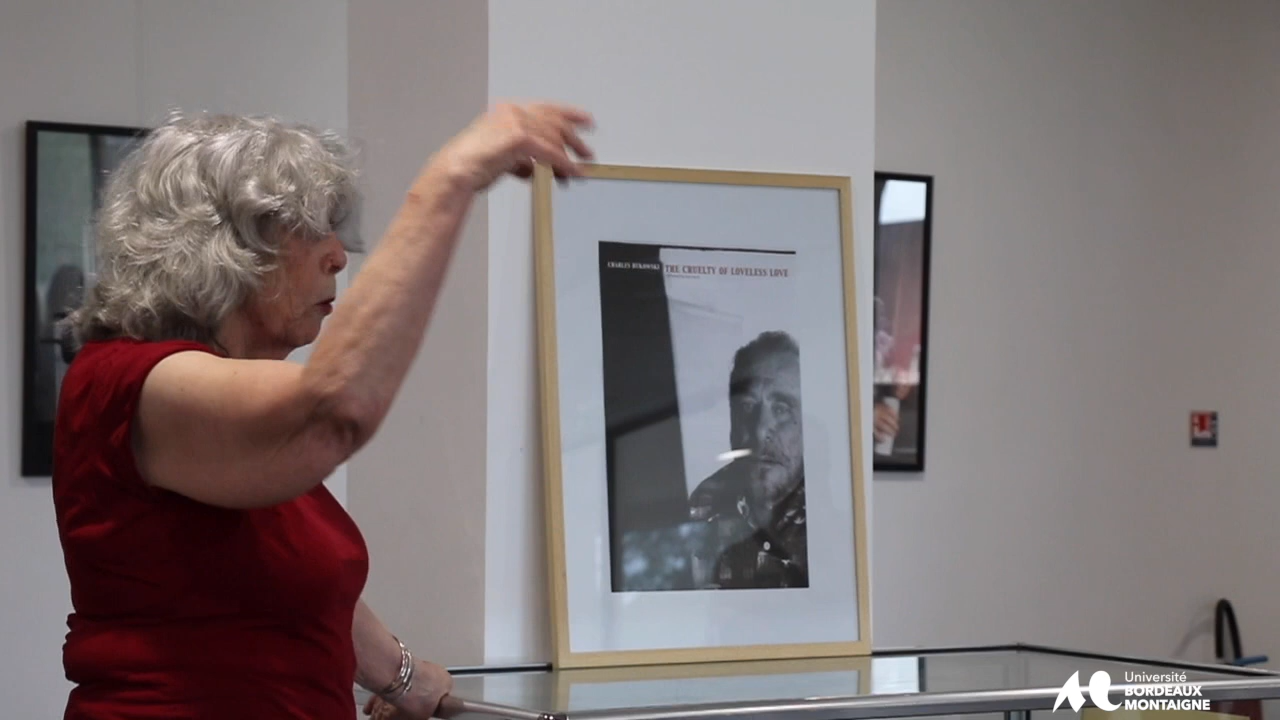 CHARLES BUKOWSKI
THE CRUELTY OF LOVELESS LOVE
Université
BORDEAUX
MONTAIGNE